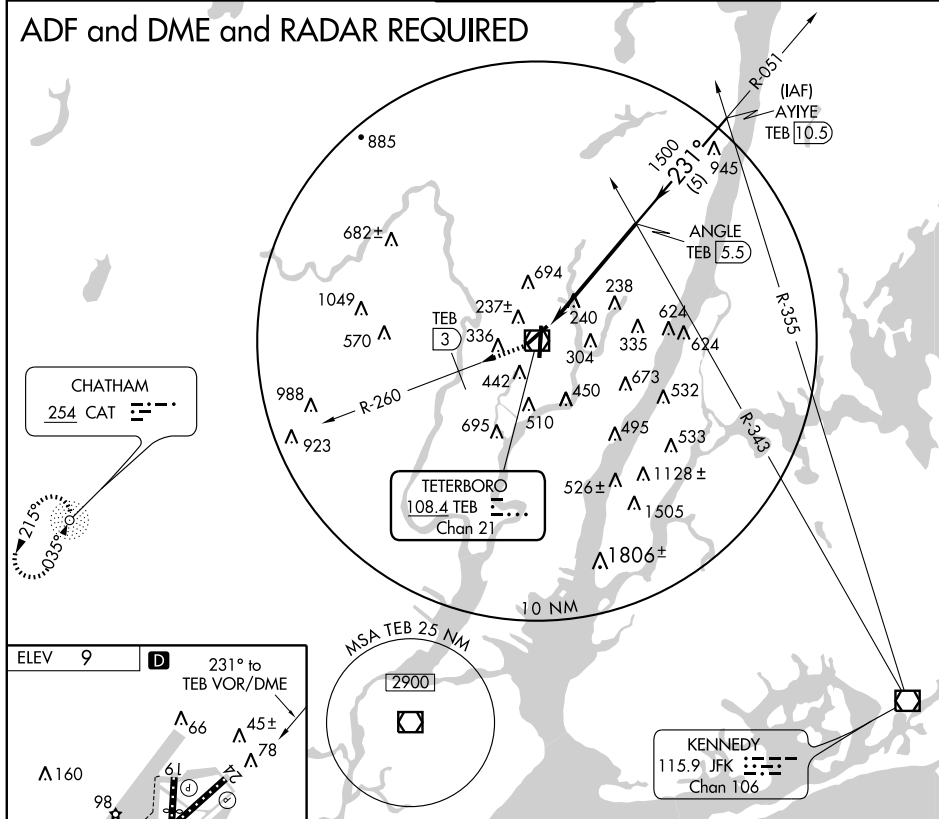 ADF and DME and RADAR REQUIRED
R-051
(IAF)
AYIYE
TEB 10.5
885
1500
231°
(5)
945
682±
ANGLE
TEB 5.5
694
1049
237±
240
238
R-355
TEB
3
570
336
304
335
624
624
CHATHAM
254 CAT
988
R-260
442
673
450
532
510
923
695
495
R-343
533
TETERBORO
108.4 TEB
Chan 21
526±
1128±
1505
215°
035°
1806±
10 NM
MSA TEB 25 NM
2900
ELEV 9
D
231° to
TEB VOR/DME
66
45±
78
160
19
24
P
P
98
KENNEDY
115.9 JFK
Chan 106